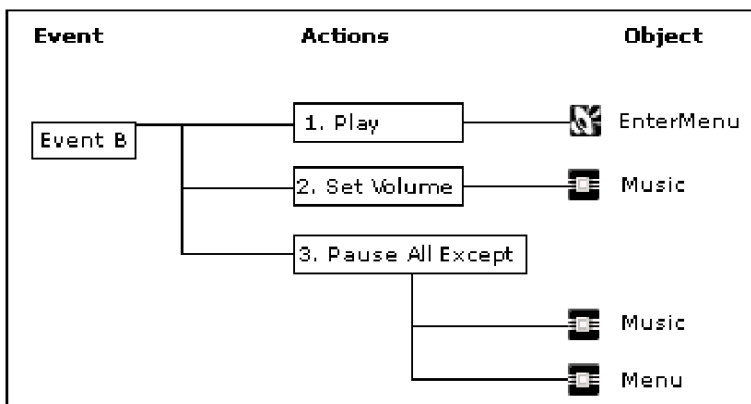 Event Actions Object
1. Play EnterMenu
Event B
2. Set Volume Music
3. Pause All Except
Music
Menu